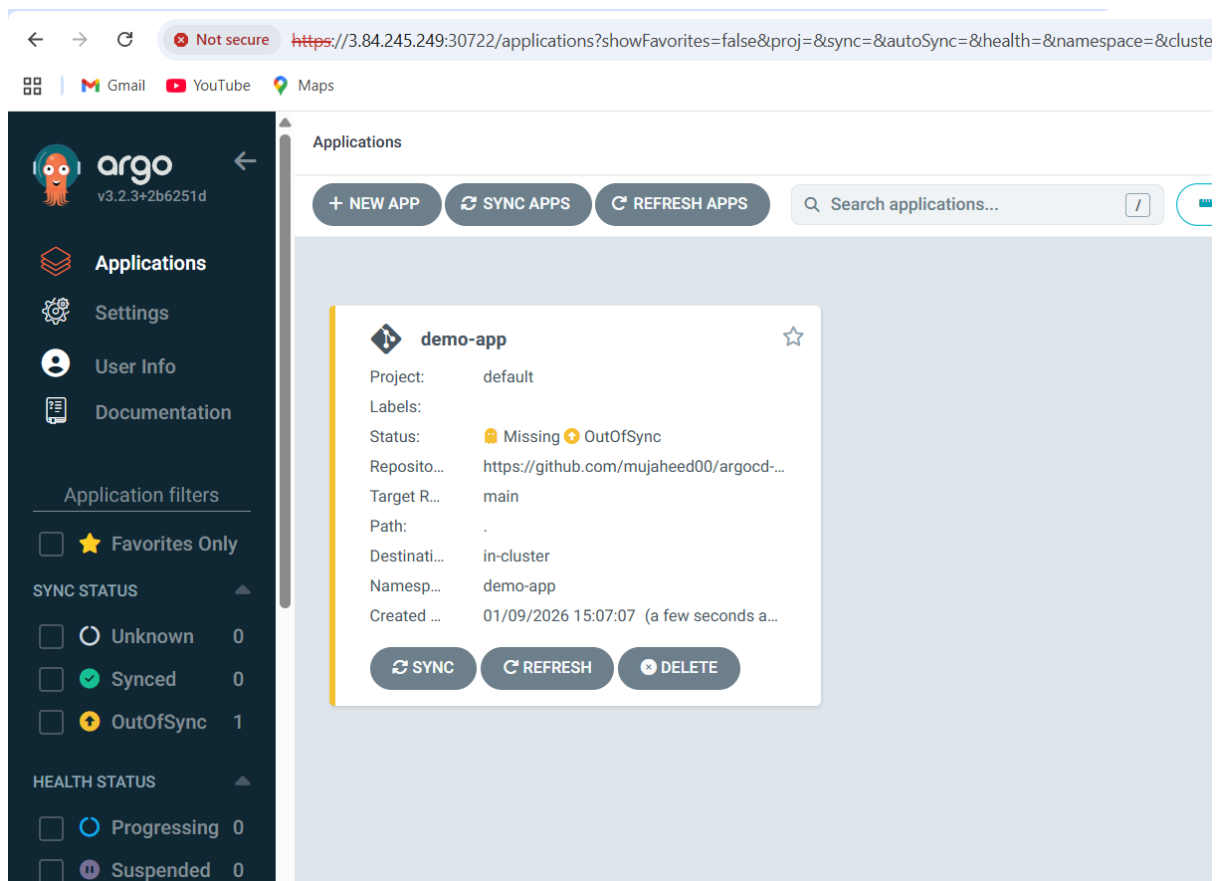 Not secure https://3.84.245.249:30722/applications?showFavorites=false&proj=&sync=&autoSync=&health=&namespace=&cluste
Gmail YouTube Maps
argo
v3.2.3+2b6251d
Applications
Settings
User Info
Documentation
Application filters
Favorites Only
SYNC STATUS
Unknown 0
Synced 0
OutOfSync 1
HEALTH STATUS
Progressing 0
Suspended 0
Applications
+ NEW APP SYNC APPS REFRESH APPS Search applications... /
demo-app
Project: default
Labels:
Status: Missing OutOfSync
Reposito... https://github.com/mujaheed00/argocd-...
Target R... main
Path: .
Destinati... in-cluster
Namesp... demo-app
Created ... 01/09/2026 15:07:07 (a few seconds a...
SYNC REFRESH DELETE